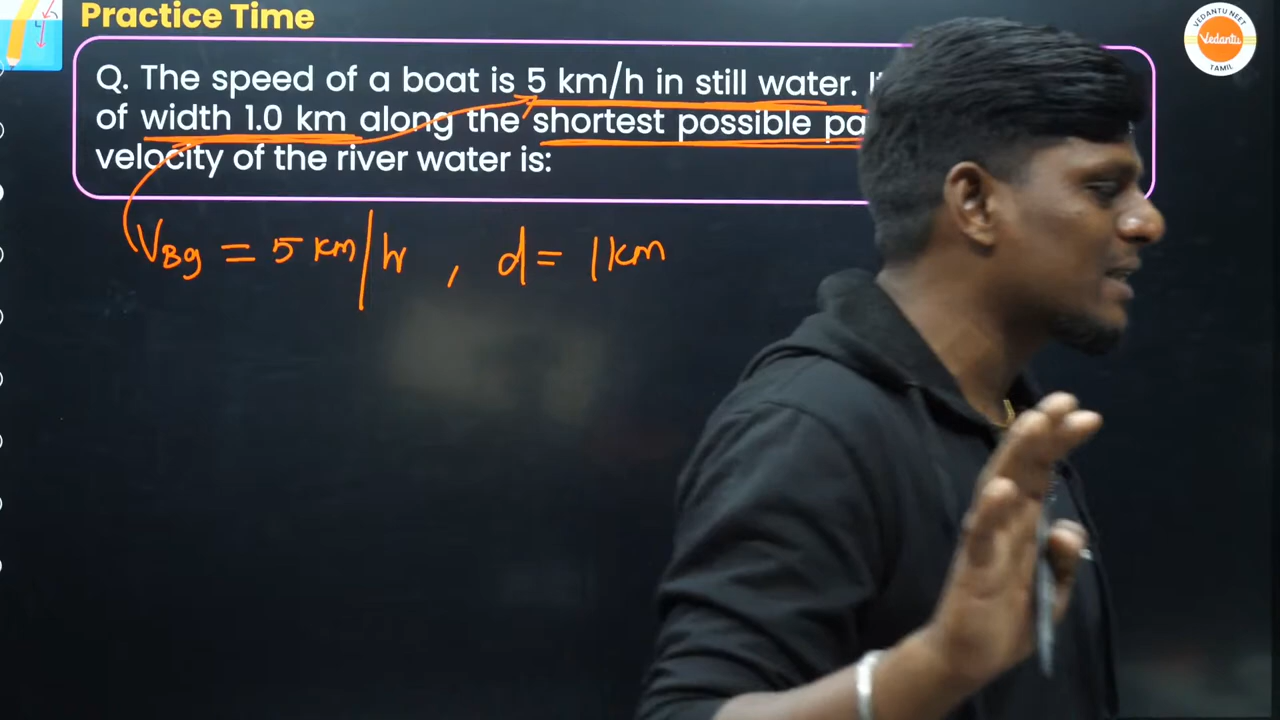 Practice Time
VEDANTU NEET
Vedantu
TAMIL
Q. The speed of a boat is 5 km/h in still water.
of width 1.0 km along the shortest possible pa
velocity of the river water is:
VBg = 5 km/hr , d = 1km